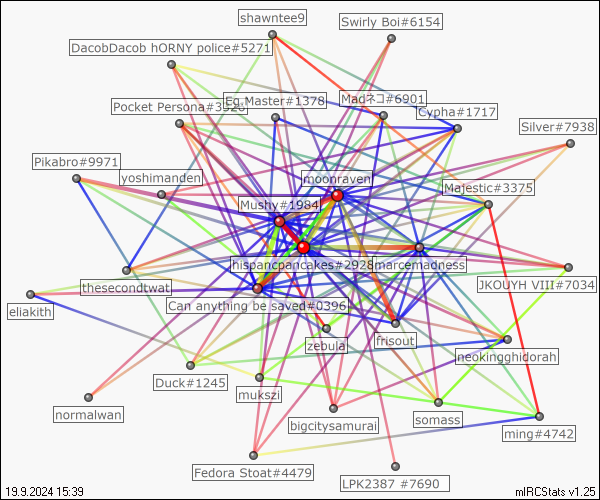 shawntee9
Swirly Boi#6154
DacobDacob hORNY police#5271
Eg.Master#1378
Madネコ#6901
Pocket Persona#3926
Cypha#1717
Silver#7938
Pikabro#9971
yoshimanden
moonraven
Majestic#3375
Mushy#1984
hispancpancakes#2928
marcemadness
thesecondtwat
JKOUYH VIII#7034
eliakith
Can anything be saved#0396
zebula
frisout
neokingghidorah
Duck#1245
mukszi
normalwan
bigcitysamurai
somass
ming#4742
Fedora Stoat#4479
LPK2387 #7690
19.9.2024 15:39
mIRCStats v1.25